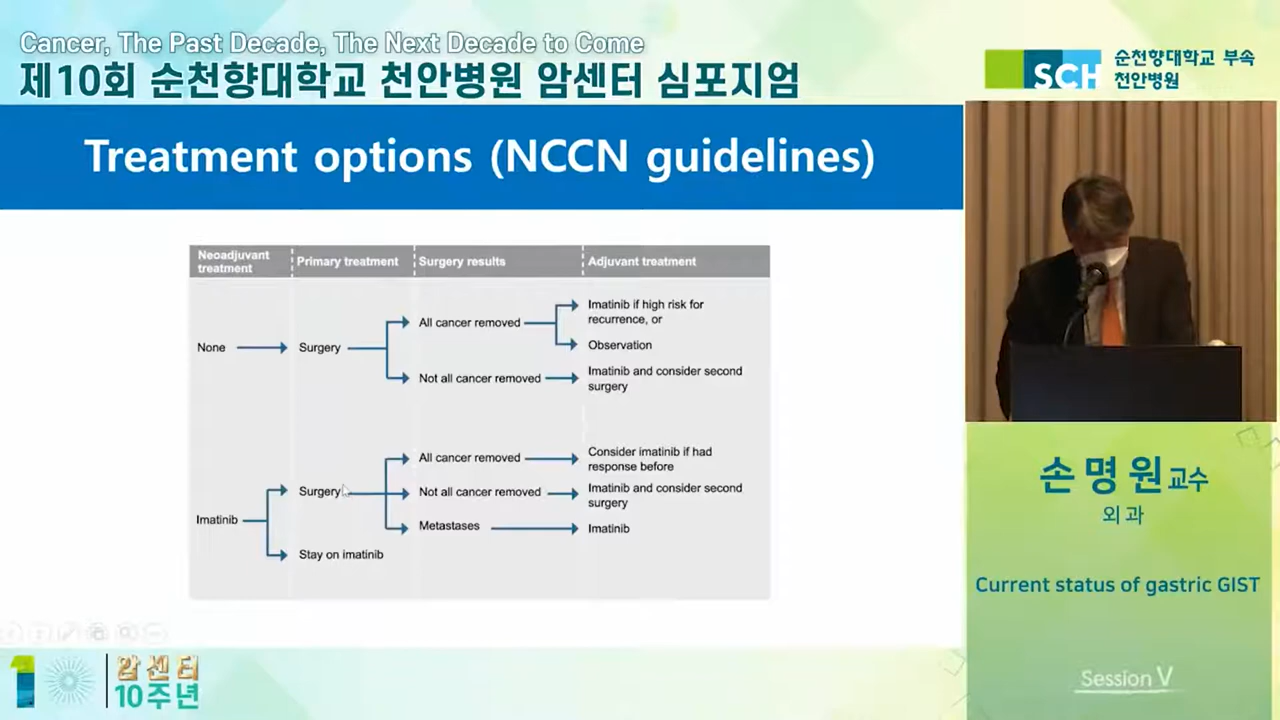 Cancer, The Past Decade, The Next Decade to Come
제10회 순천향대학교 천안병원 암센터 심포지엄
SCH
순천향대학교 부속
천안병원
Treatment options (NCCN guidelines)
Neoadjuvant
treatment
Primary treatment
Surgery results
Adjuvant treatment
None
Surgery
All cancer removed
Imatinib if high risk for
recurrence, or
Observation
Not all cancer removed
Imatinib and consider second
surgery
Imatinib
Surgery
All cancer removed
Consider imatinib if had
response before
Not all cancer removed
Imatinib and consider second
surgery
Metastases
Imatinib
Stay on imatinib
손명원 교수
외과
Current status of gastric GIST
Session V
1
암센터
10주년